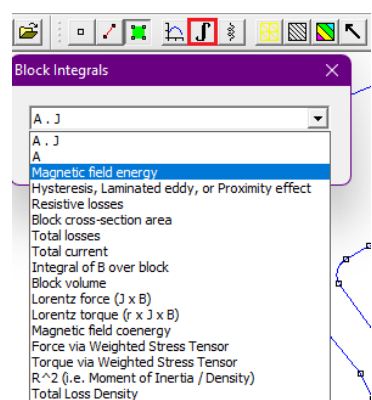 Block Integrals
A . J
A . J
A
Magnetic field energy
Hysteresis, Laminated eddy, or Proximity effect
Resistive losses
Block cross-section area
Total losses
Total current
Integral of B over block
Block volume
Lorentz force (J x B)
Lorentz torque (r x J x B)
Magnetic field coenergy
Force via Weighted Stress Tensor
Torque via Weighted Stress Tensor
R^2 (i.e. Moment of Inertia / Density)
Total Loss Density